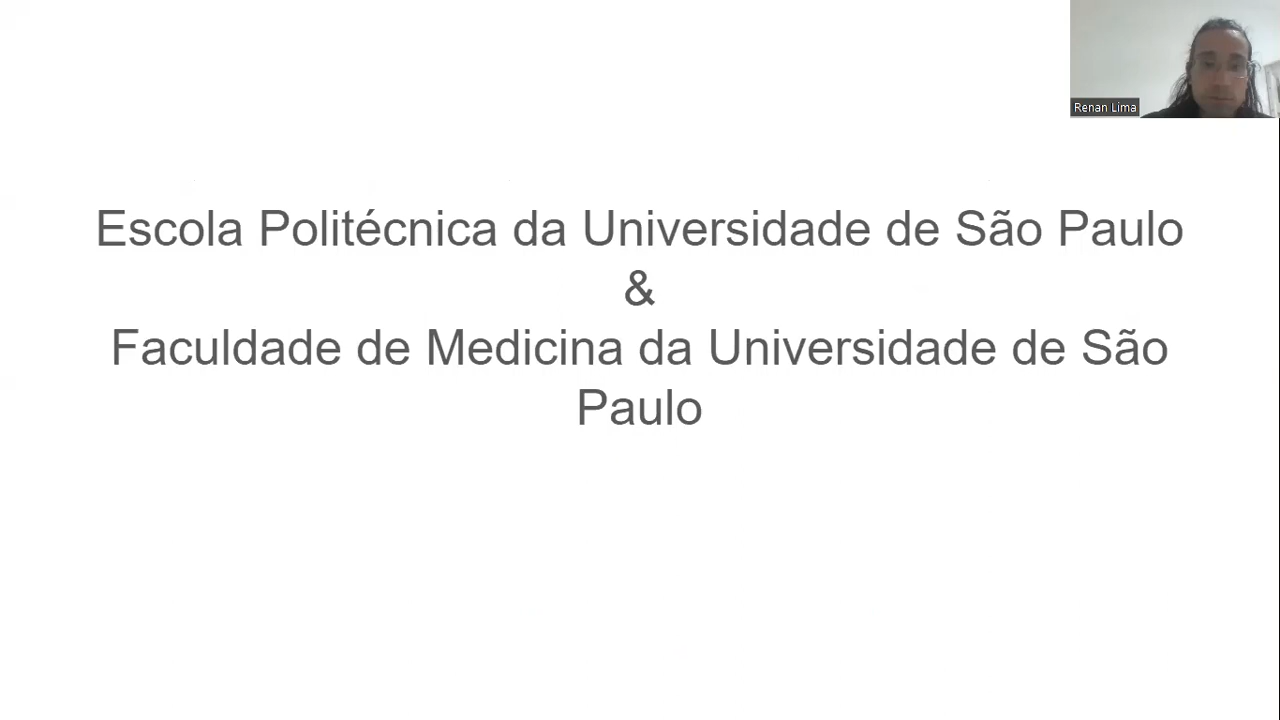 Renan Lima
Escola Politécnica da Universidade de São Paulo
&
Faculdade de Medicina da Universidade de São
Paulo